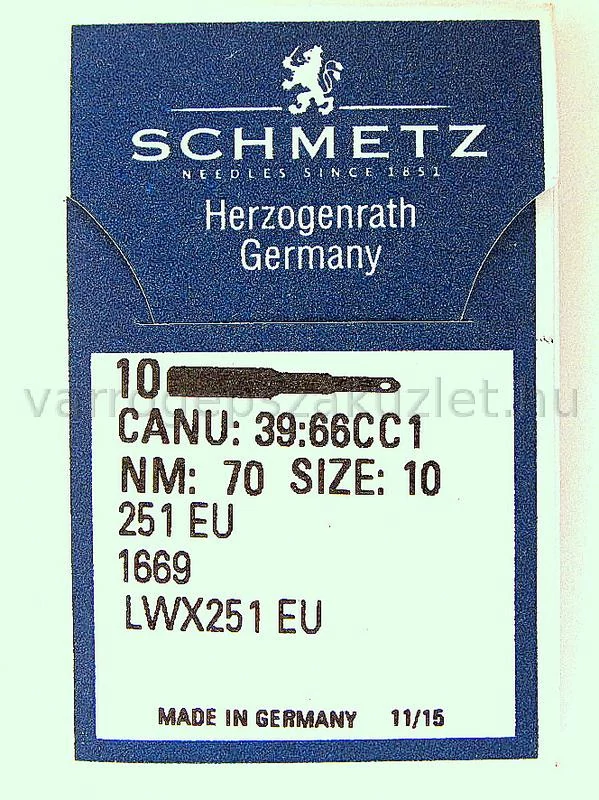 SCHMETZ
NEEDLES SINCE 1851
Herzogenrath
Germany
10
varrogepszakuzlet.hu
CANU: 39:66CC1
NM: 70 SIZE: 10
251 EU
1669
LWX251 EU
MADE IN GERMANY 11/15